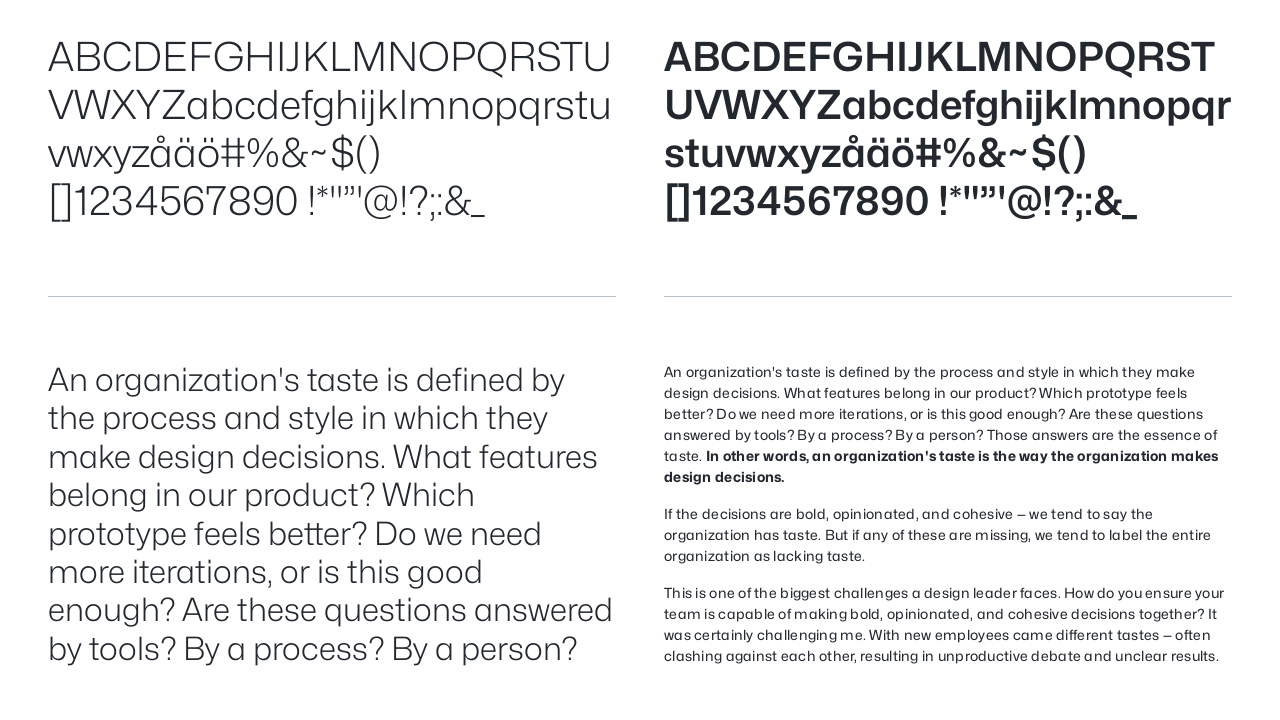 ABCDEFGHIJKLMNOPQRSTU
VWXYZabcdefghijklmnopqrstu
vwxyzåäö#%&~$()
[]1234567890 !*"”'@!?;:&_
ABCDEFGHIJKLMNOPQRST
UVWXYZabcdefghijklmnopqr
stuvwxyzåäö#%&~$()
[]1234567890 !*"”'@!?;:&_
An organization's taste is defined by
the process and style in which they
make design decisions. What features
belong in our product? Which
prototype feels better? Do we need
more iterations, or is this good
enough? Are these questions answered
by tools? By a process? By a person?
An organization's taste is defined by the process and style in which they make
design decisions. What features belong in our product? Which prototype feels
better? Do we need more iterations, or is this good enough? Are these questions
answered by tools? By a process? By a person? Those answers are the essence of
taste. In other words, an organization's taste is the way the organization makes
design decisions.
If the decisions are bold, opinionated, and cohesive — we tend to say the
organization has taste. But if any of these are missing, we tend to label the entire
organization as lacking taste.
This is one of the biggest challenges a design leader faces. How do you ensure your
team is capable of making bold, opinionated, and cohesive decisions together? It
was certainly challenging me. With new employees came different tastes — often
clashing against each other, resulting in unproductive debate and unclear results.